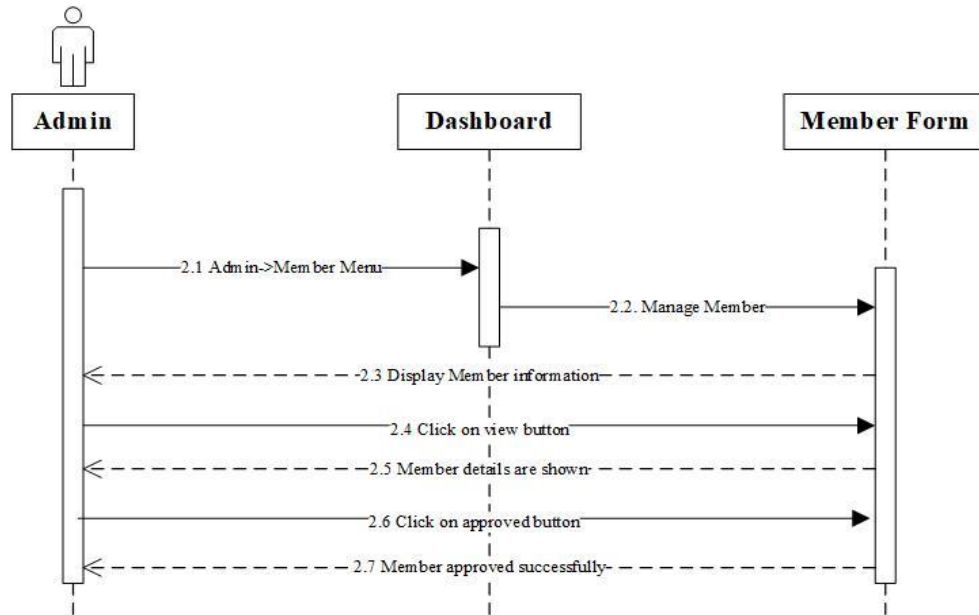 Admin
Dashboard
Member Form
2.1 Admin->Member Menu
2.2. Manage Member
2.3 Display Member information
2.4 Click on view button
2.5 Member details are shown
2.6 Click on approved button
2.7 Member approved successfully